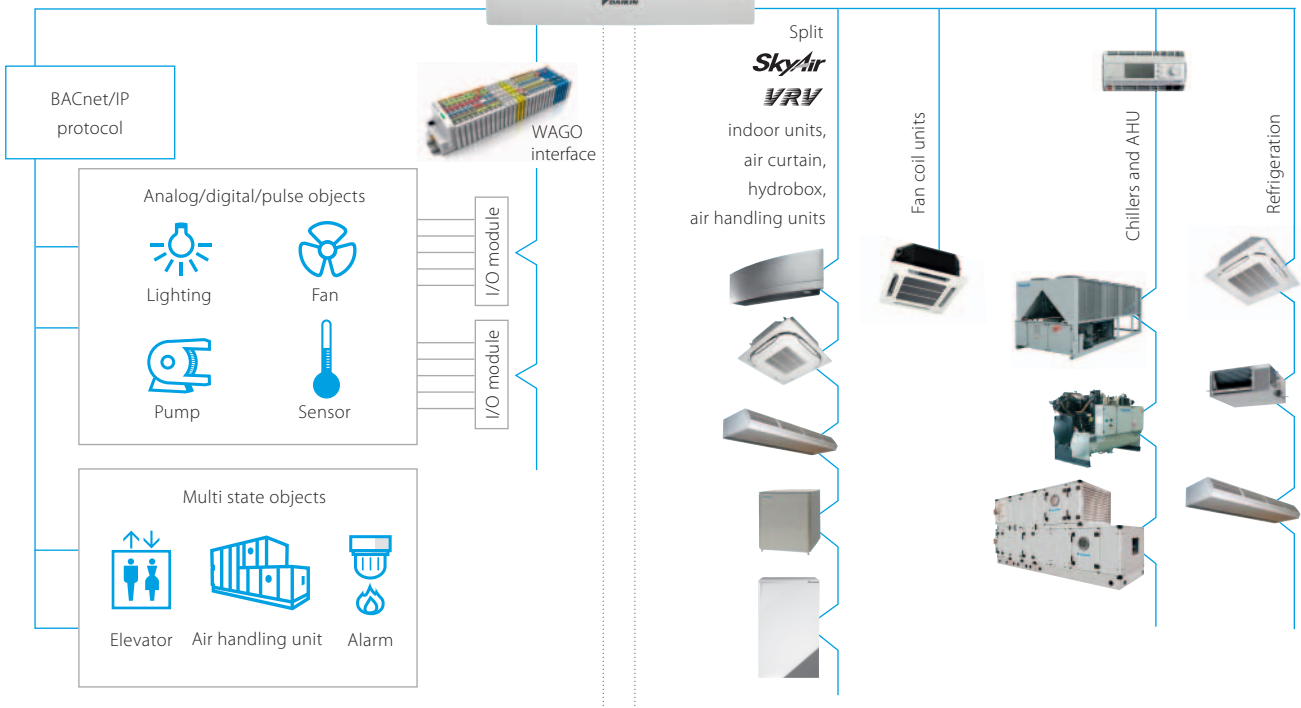 DAIKIN
BACnet/IP
protocol
WAGO
interface
Analog/digital/pulse objects
Lighting
Fan
Pump
Sensor
I/O module
I/O module
Multi state objects
Elevator
Air handling unit
Alarm
Split
SkyAir
VRV
indoor units,
air curtain,
hydrobox,
air handling units
Fan coil units
Chillers and AHU
Refrigeration